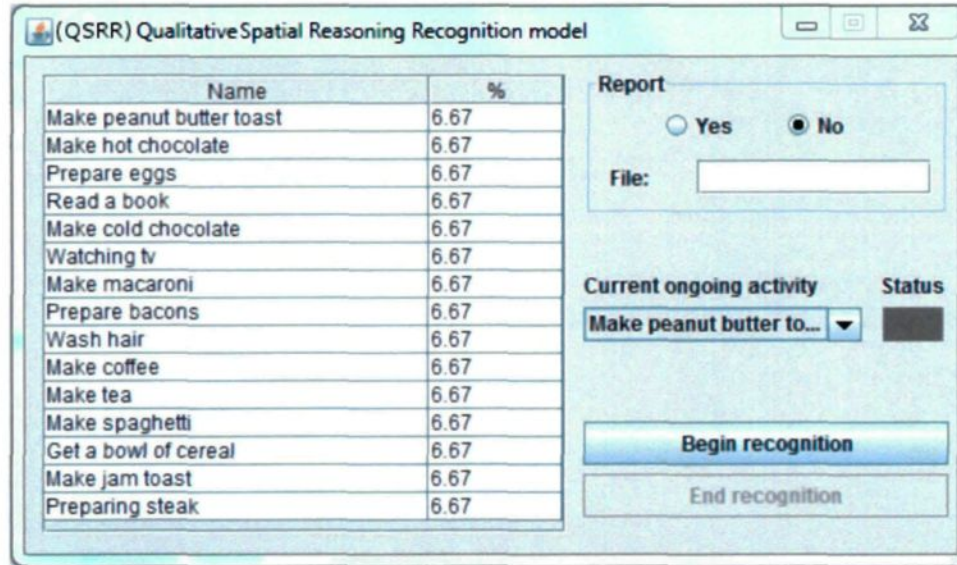 (QSRR) Qualitative Spatial Reasoning Recognition model
Name %
Make peanut butter toast 6.67
Make hot chocolate 6.67
Prepare eggs 6.67
Read a book 6.67
Make cold chocolate 6.67
Watching tv 6.67
Make macaroni 6.67
Prepare bacons 6.67
Wash hair 6.67
Make coffee 6.67
Make tea 6.67
Make spaghetti 6.67
Get a bowl of cereal 6.67
Make jam toast 6.67
Preparing steak 6.67
Report
Yes No
File:
Current ongoing activity Status
Make peanut butter to...
Begin recognition
End recognition